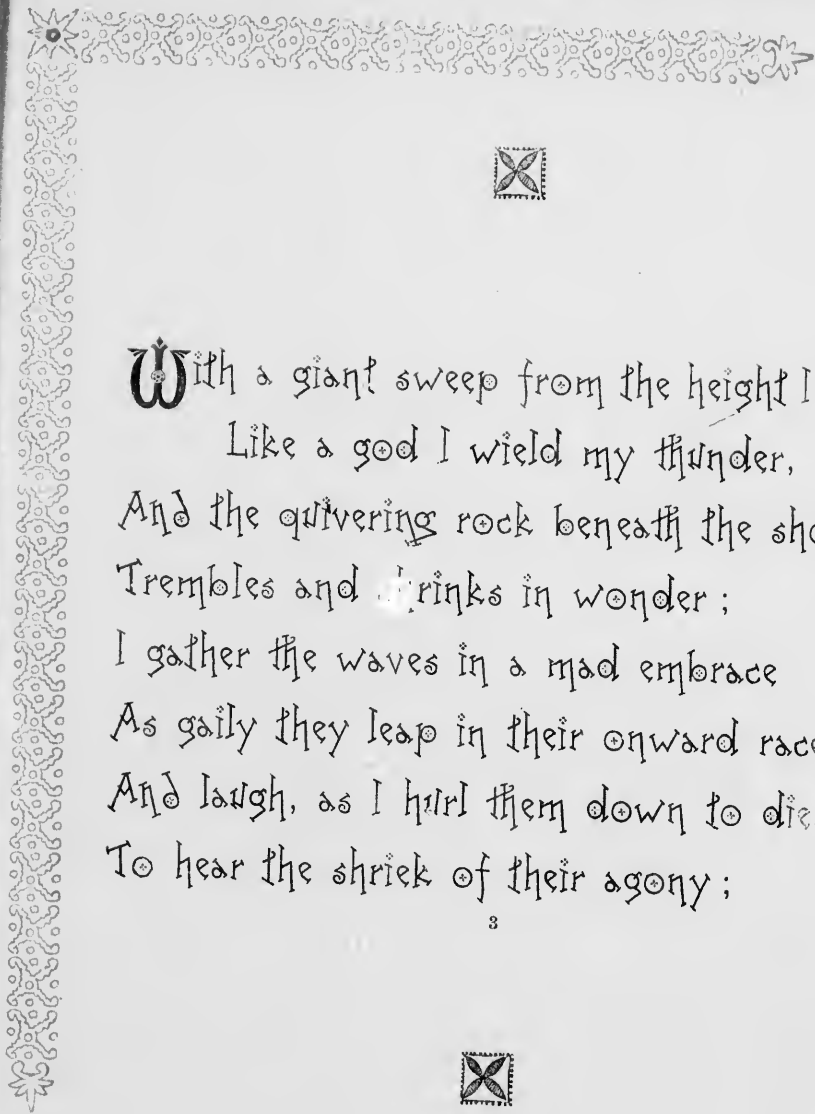 With a giant sweep from the height I
Like a god I wield my thunder,
And the quivering rock beneath the
Trembles and in wonder;
I gather the waves in a mad embrace
As gaily they leap in their onward race
And laugh, as I hurl them down to die
To hear the shriek of their agony;
3